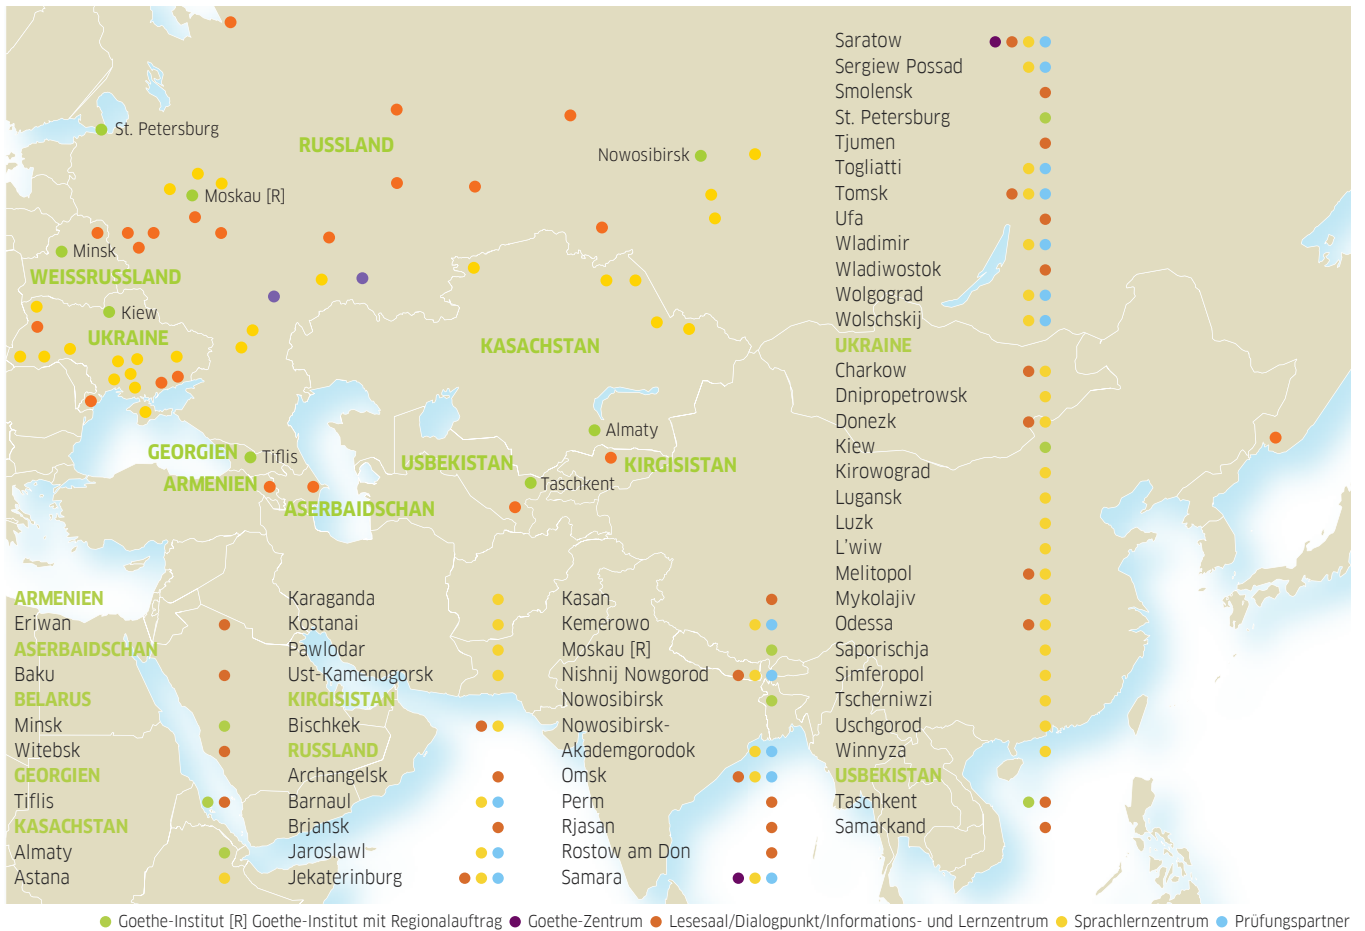 St. Petersburg
RUSSLAND
Nowosibirsk
Moskau [R]
Minsk
WEISSRUSSLAND
Kiew
UKRAINE
KASACHSTAN
Almaty
GEORGIEN
Tiflis
USBEKISTAN
KIRGISISTAN
ARMENIEN
Taschkent
ASERBAIDSCHAN
ARMENIEN
Eriwan
ASERBAIDSCHAN
Baku
BELARUS
Minsk
Witebsk
GEORGIEN
Tiflis
KASACHSTAN
Almaty
Astana
Karaganda
Kostanai
Pawlodar
Ust-Kamenogorsk
KIRGISISTAN
Bischkek
RUSSLAND
Archangelsk
Barnaul
Brjansk
Jaroslawl
Jekaterinburg
Kasan
Kemerowo
Moskau [R]
Nishnij Nowgorod
Nowosibirsk
Nowosibirsk-
Akademgorodok
Omsk
Perm
Rjasan
Rostow am Don
Samara
Saratow
Sergiew Possad
Smolensk
St. Petersburg
Tjumen
Togliatti
Tomsk
Ufa
Wladimir
Wladiwostok
Wolgograd
Wolschskij
UKRAINE
Charkow
Dnipropetrowsk
Donezk
Kiew
Kirowograd
Lugansk
Luzk
L'wiw
Melitopol
Mykolajiv
Odessa
Saporischja
Simferopol
Tscherniwzi
Uschgorod
Winnyza
USBEKISTAN
Taschkent
Samarkand
Goethe-Institut [R] Goethe-Institut mit Regionalauftrag Goethe-Zentrum Lesesaal/Dialogpunkt/Informations- und Lernzentrum Sprachlernzentrum Prüfungspartner